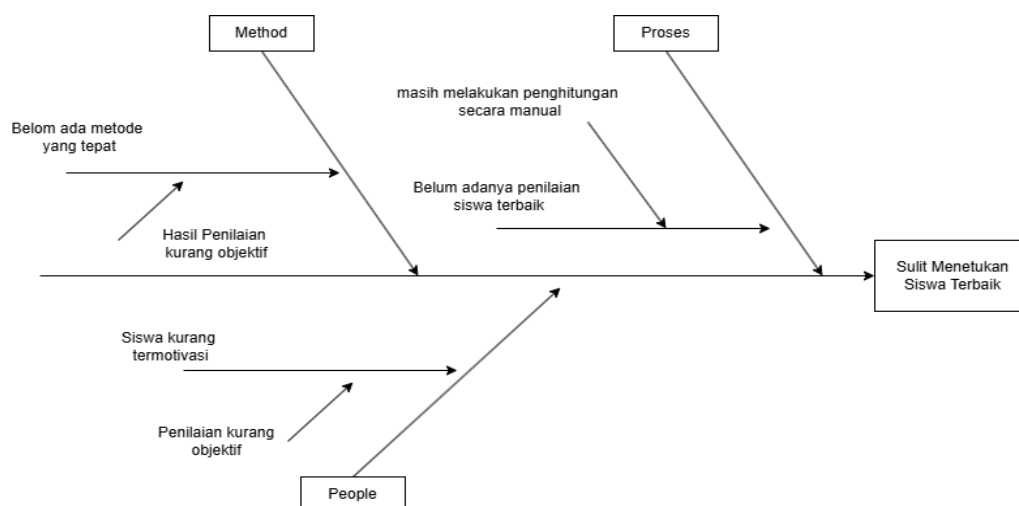 Method
Proses
masih melakukan penghitungan
secara manual
Belom ada metode
yang tepat
Belum adanya penilaian
siswa terbaik
Hasil Penilaian
kurang objektif
Sulit Menetukan
Siswa Terbaik
Siswa kurang
termotivasi
Penilaian kurang
objektif
People